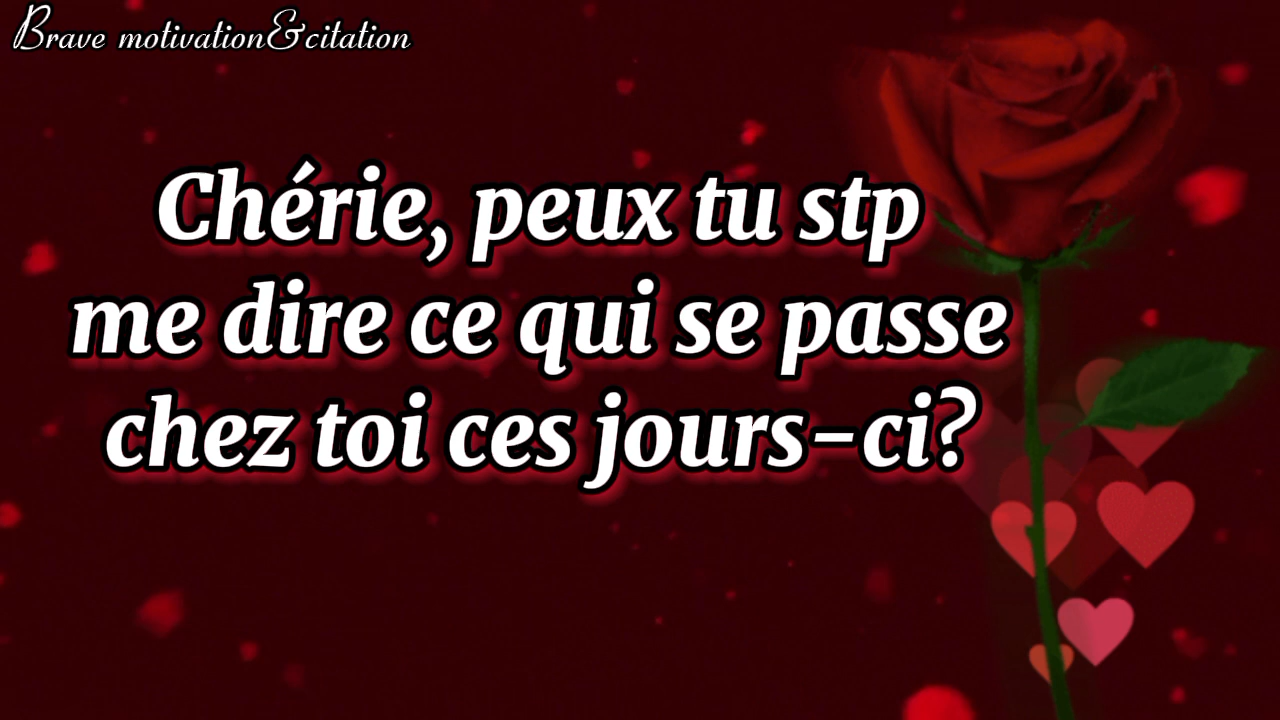 Brave motivation&citation
Chérie, peux tu stp
me dire ce qui se passe
chez toi ces jours-ci?